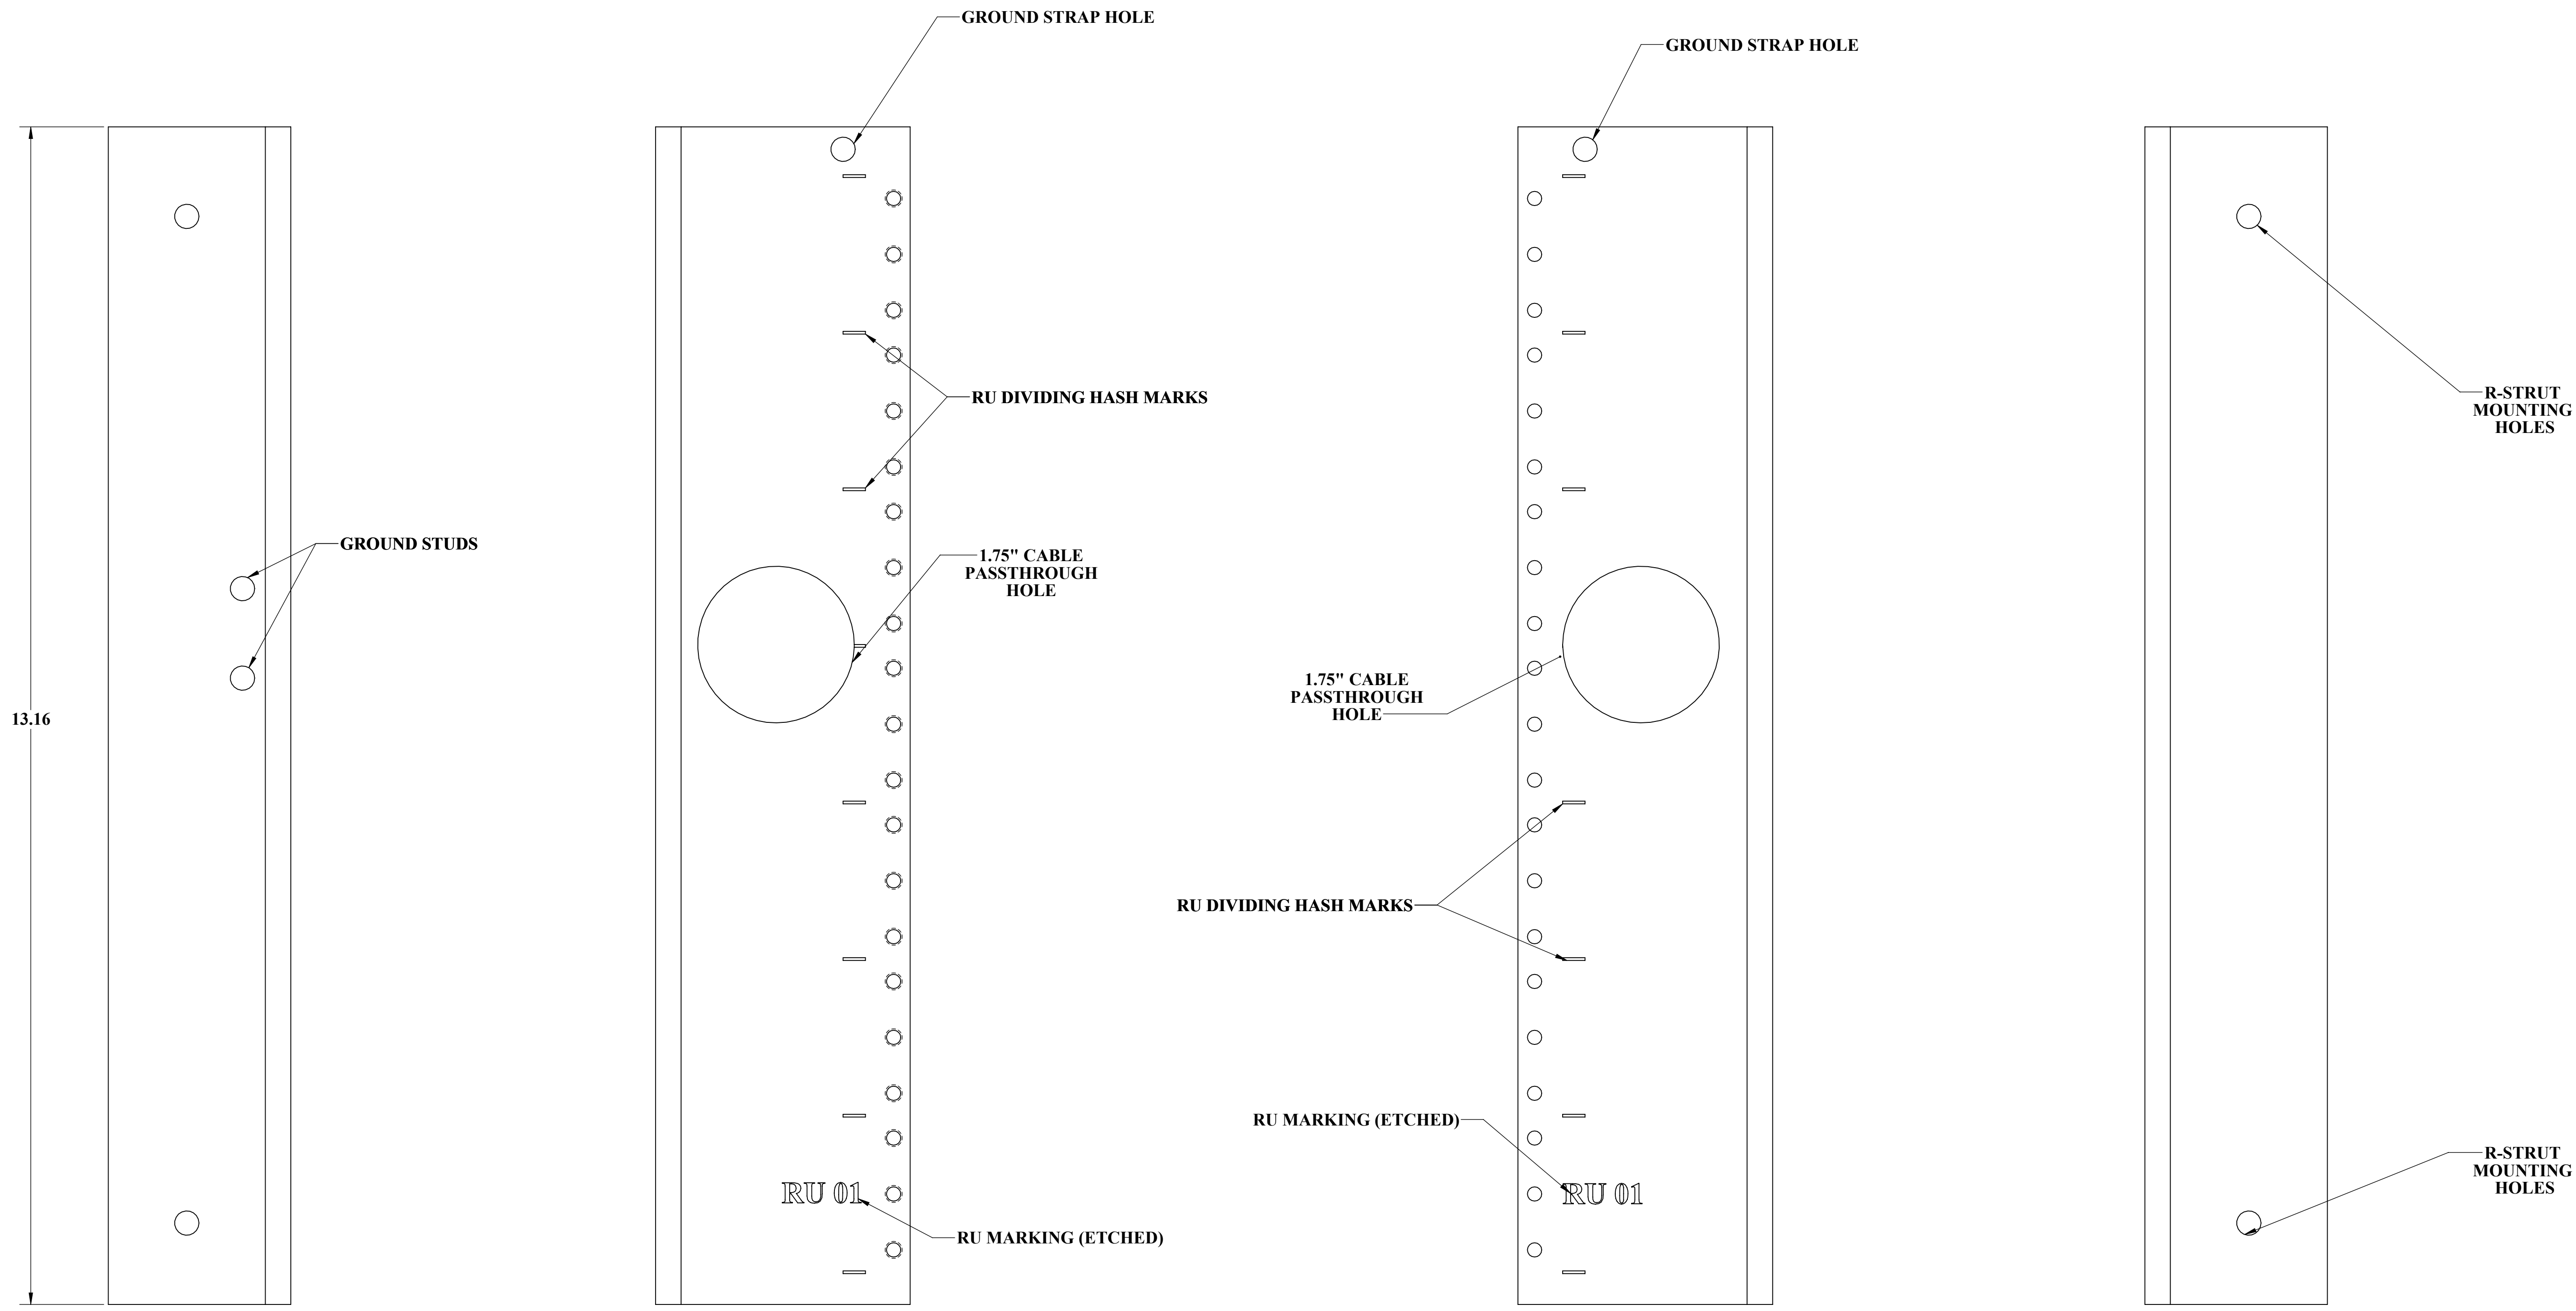 GROUND STRAP HOLE
GROUND STRAP HOLE
R-STRUT
MOUNTING
HOLES
RU DIVIDING HASH MARKS
GROUND STUDS
1.75" CABLE
PASSTHROUGH
HOLE
1.75" CABLE
PASSTHROUGH
HOLE
13.16
RU DIVIDING HASH MARKS
RU MARKING (ETCHED)
R-STRUT
MOUNTING
HOLES
RU 01
RU 01
RU MARKING (ETCHED)